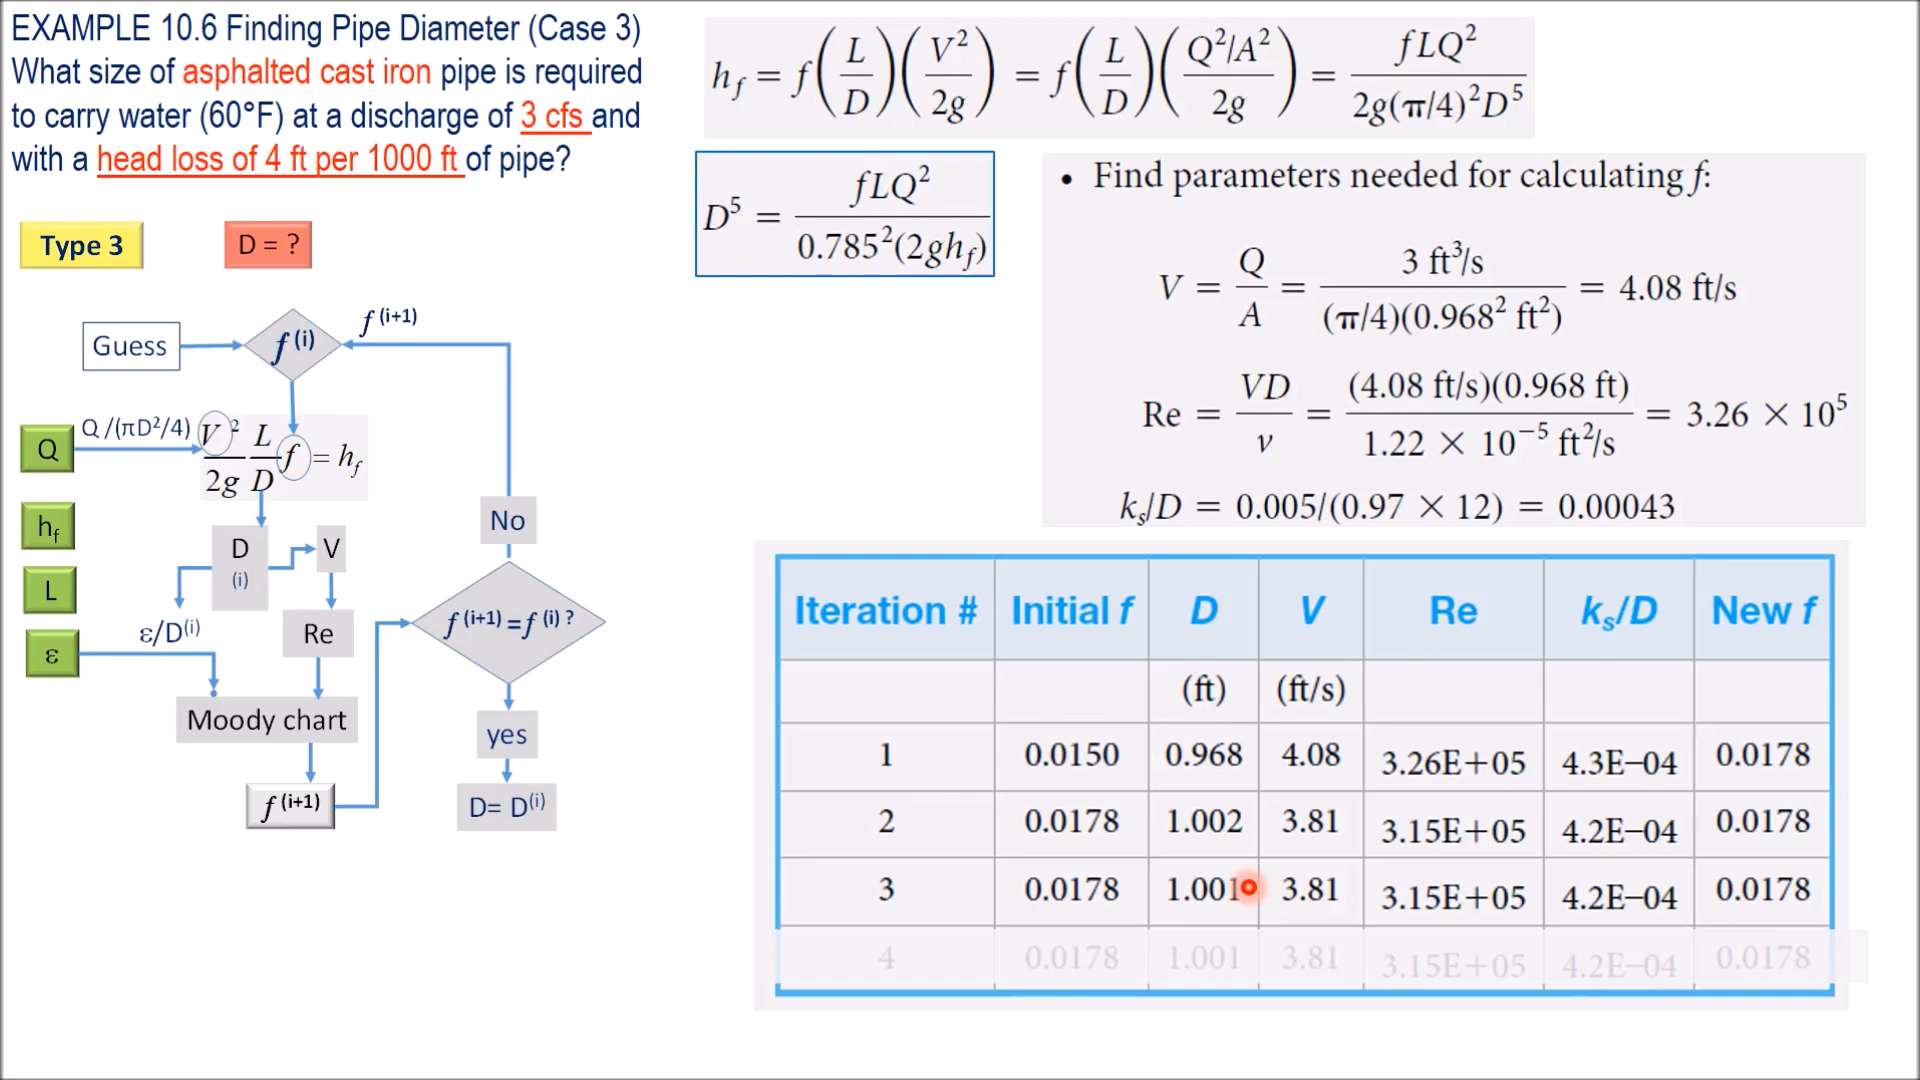 EXAMPLE 10.6 Finding Pipe Diameter (Case 3)
What size of asphalted cast iron pipe is required
to carry water (60°F) at a discharge of 3 cfs and
with a head loss of 4 ft per 1000 ft of pipe?
Type 3
D = ?
Guess
f (i)
f (i+1)
Q
Q /(πD²/4)
V² / 2g L / D f = h_f
h_f
L
ε
D (i)
V
ε/D(i)
Re
Moody chart
f (i+1)
No
f (i+1) =f (i) ?
yes
D= D(i)
h_f = f(L/D)(V²/2g) = f(L/D)(Q²/A² / 2g) = fLQ² / 2g(π/4)²D⁵
D⁵ = fLQ² / 0.785²(2gh_f)
• Find parameters needed for calculating f:
V = Q/A = 3 ft³/s / (π/4)(0.968² ft²) = 4.08 ft/s
Re = VD/ν = (4.08 ft/s)(0.968 ft) / 1.22 × 10⁻⁵ ft²/s = 3.26 × 10⁵
k_s/D = 0.005/(0.97 × 12) = 0.00043
Iteration # Initial f D V Re k_s/D New f
(ft) (ft/s)
1 0.0150 0.968 4.08 3.26E+05 4.3E–04 0.0178
2 0.0178 1.002 3.81 3.15E+05 4.2E–04 0.0178
3 0.0178 1.001 3.81 3.15E+05 4.2E–04 0.0178
4 0.0178 1.001 3.81 3.15E+05 4.2E–04 0.0178